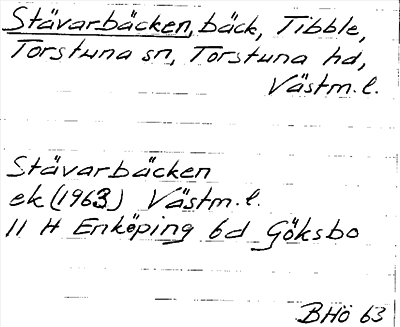 Stävarbäcken, bäck, Tibble,
Torstuna sn, Torstuna hd,
Västm. l.
Stävarbäcken
ek (1963) Västm. l.
11 H Enköping 6d Göksbo
BHö 63